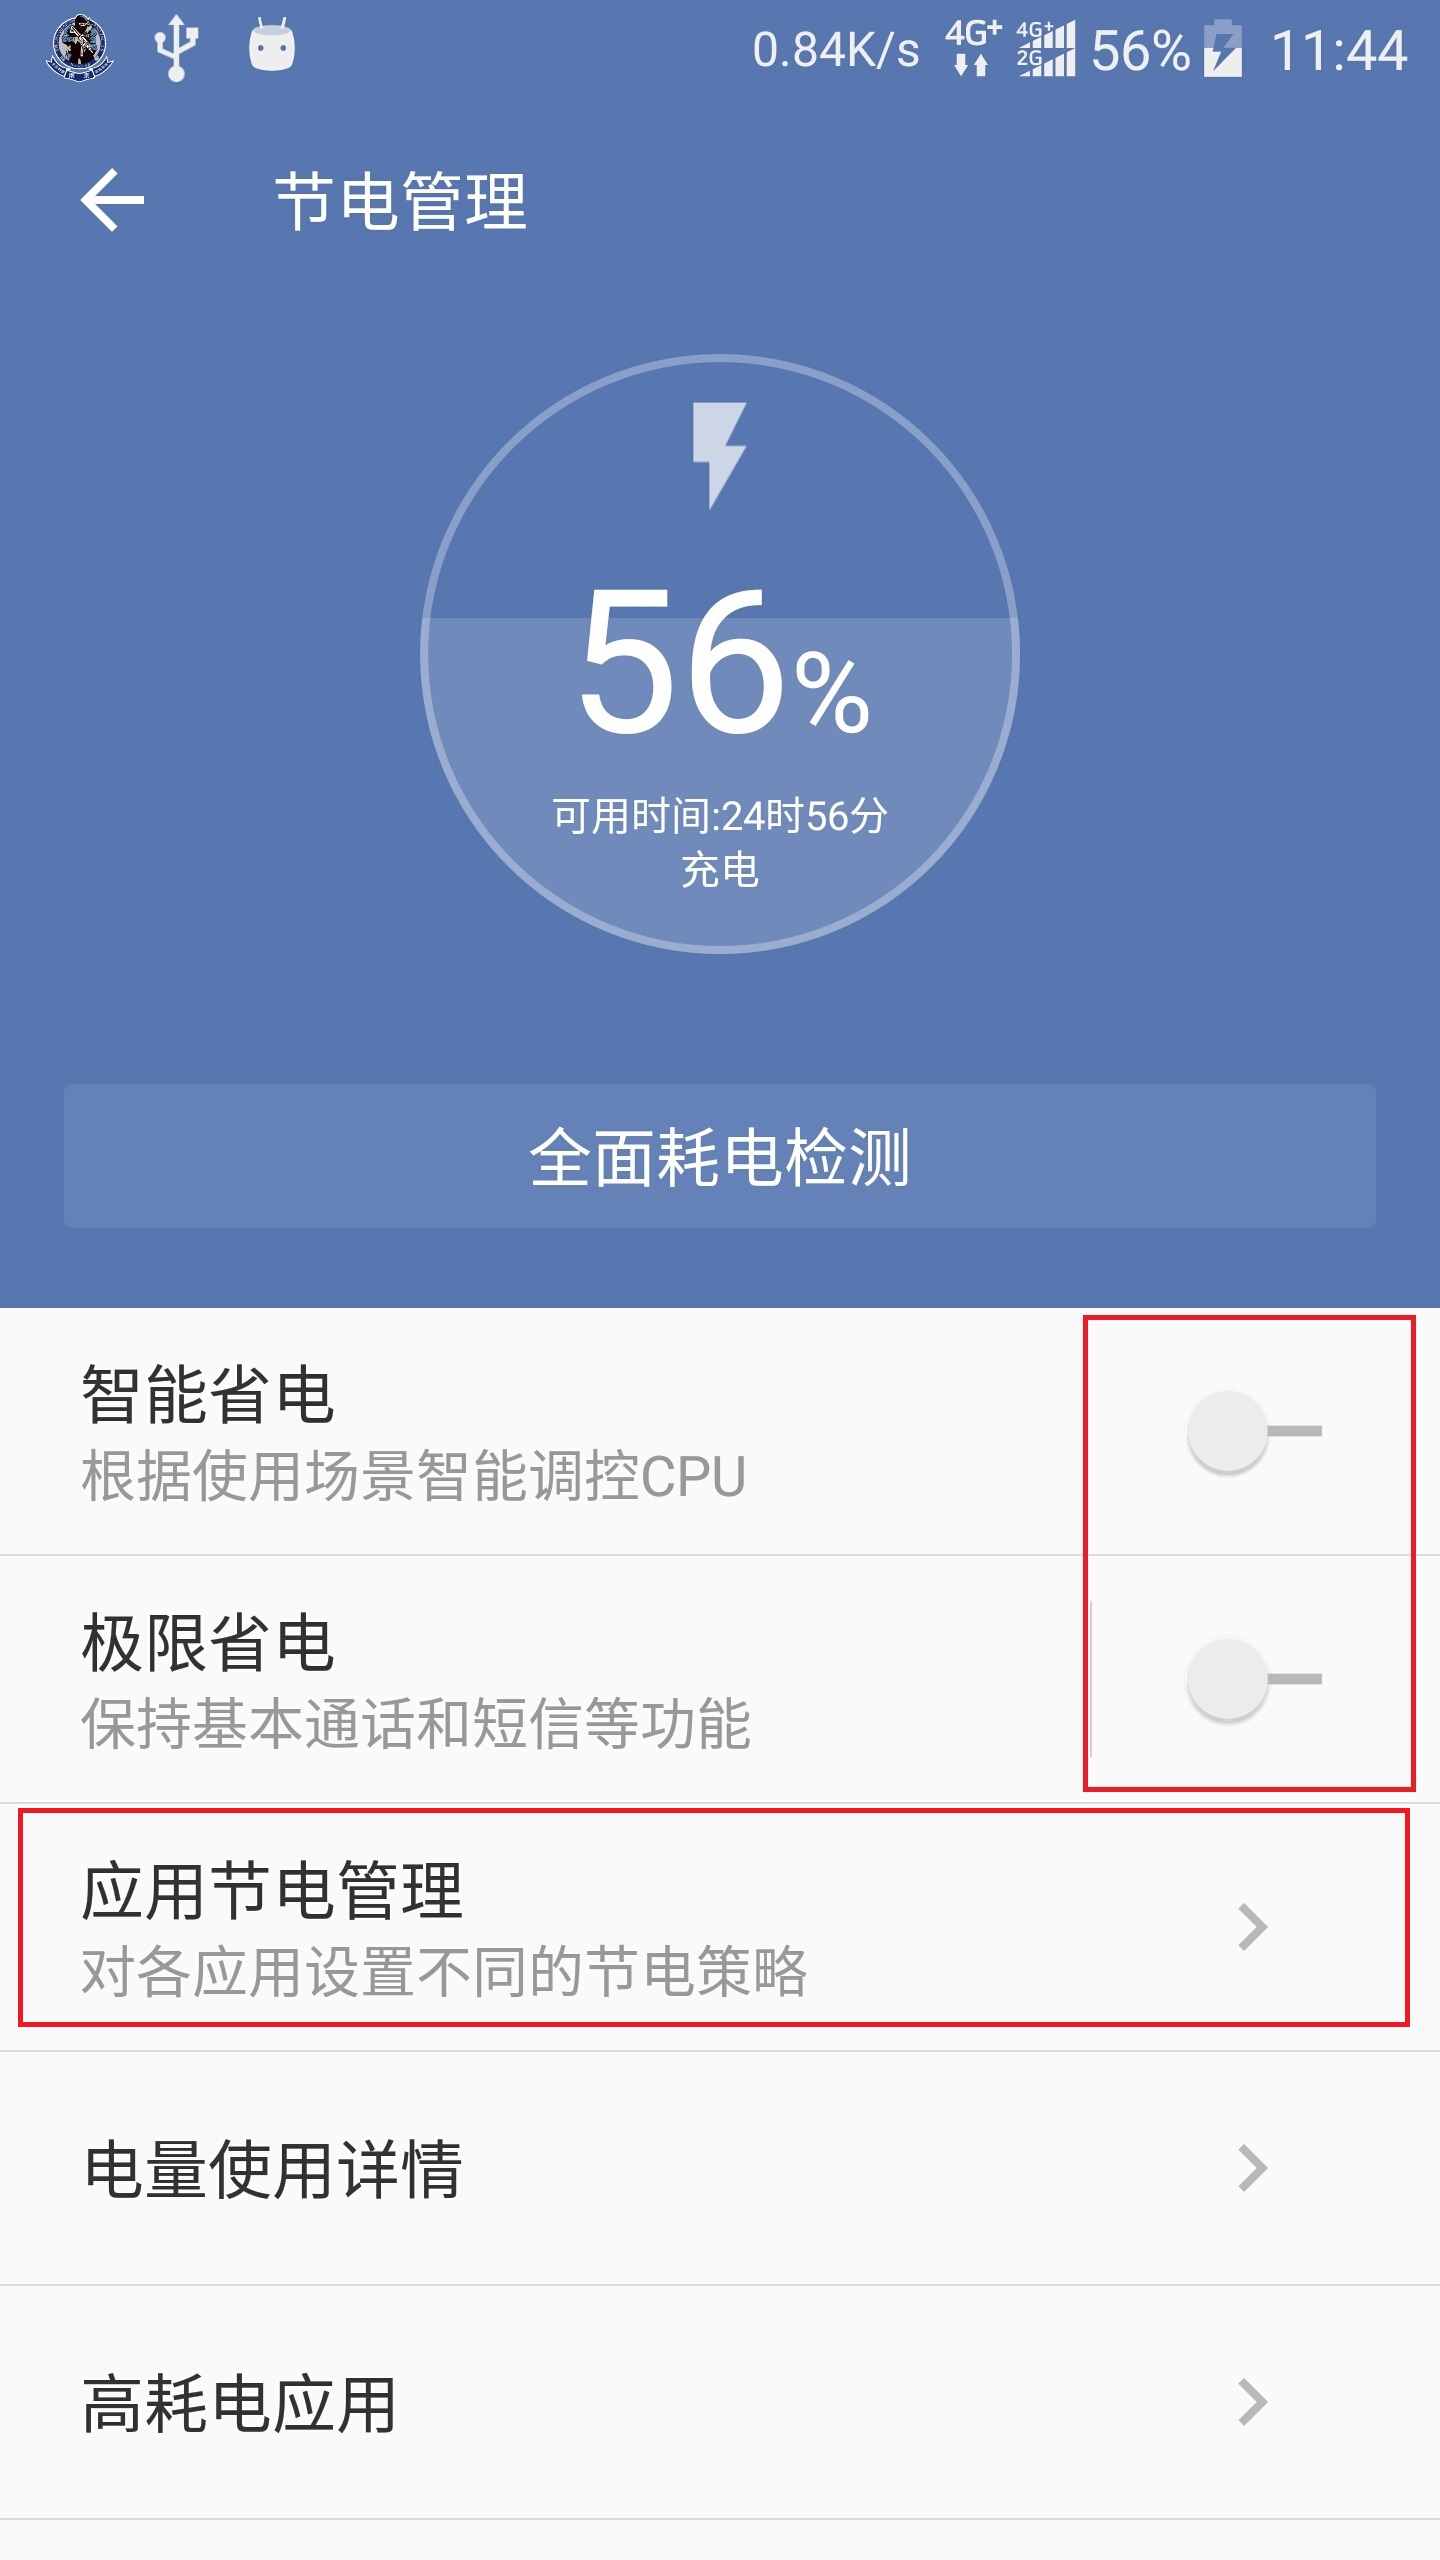 0.84K/s 4G+ 4G+ 2G 56% 11:44
节电管理
56%
可用时间:24时56分
充电
全面耗电检测
智能省电
根据使用场景智能调控CPU
极限省电
保持基本通话和短信等功能
应用节电管理
对各应用设置不同的节电策略
电量使用详情
高耗电应用